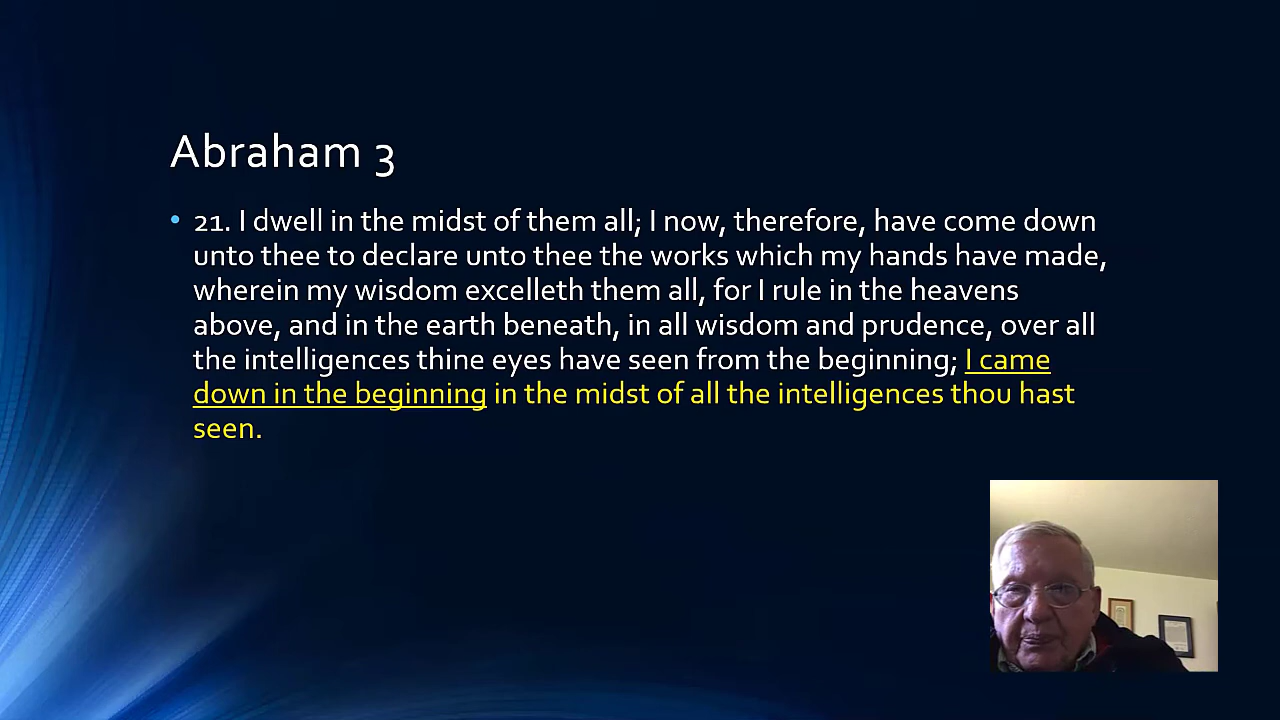 Abraham 3
• 21. I dwell in the midst of them all; I now, therefore, have come down
unto thee to declare unto thee the works which my hands have made,
wherein my wisdom excelleth them all, for I rule in the heavens
above, and in the earth beneath, in all wisdom and prudence, over all
the intelligences thine eyes have seen from the beginning; I came
down in the beginning in the midst of all the intelligences thou hast
seen.